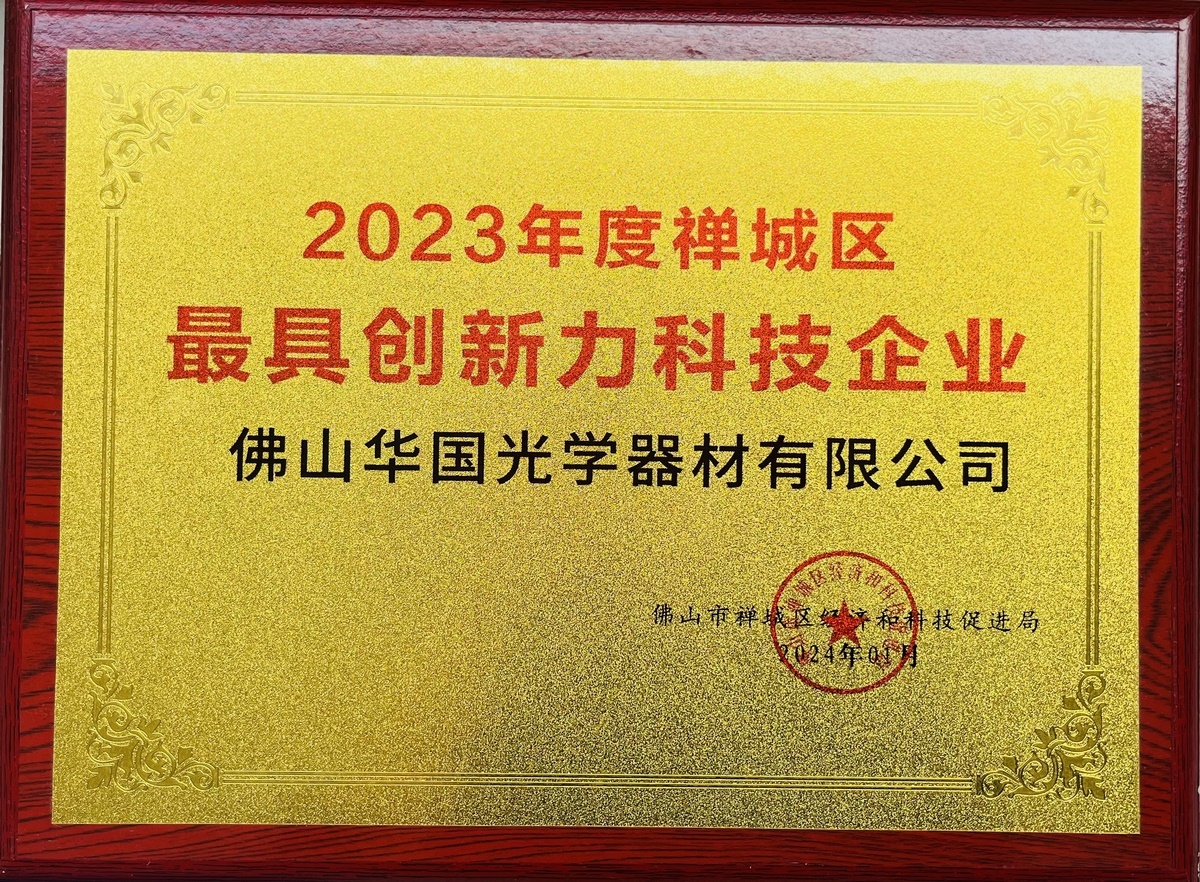 2023年度禅城区
最具创新力科技企业
佛山华国光学器材有限公司
佛山市禅城区经济和科技促进局
2024年01月